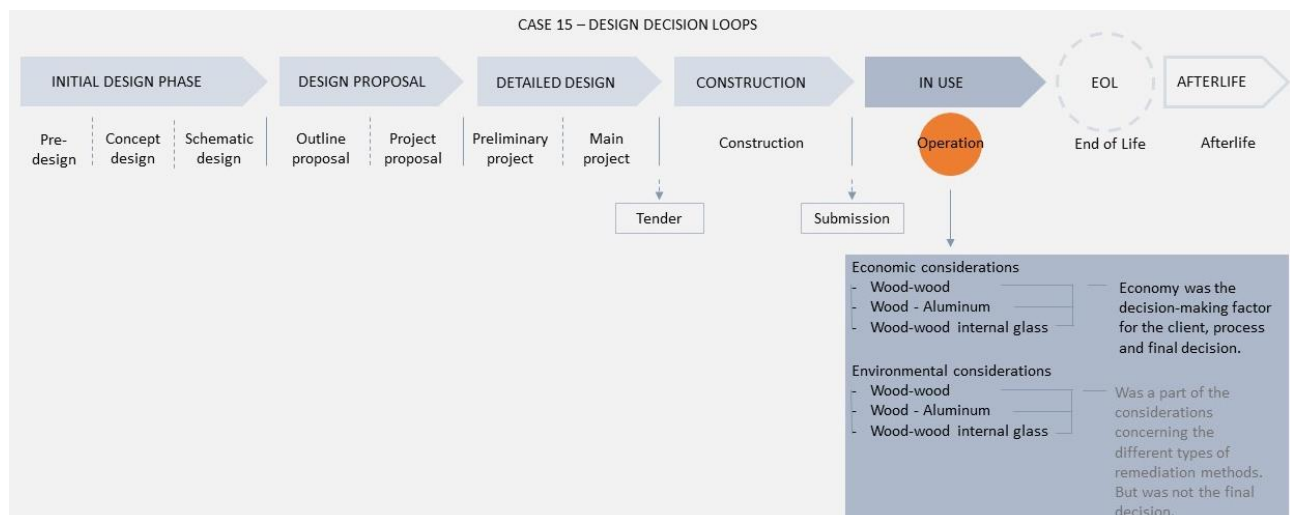 CASE 15 – DESIGN DECISION LOOPS
INITIAL DESIGN PHASE
DESIGN PROPOSAL
DETAILED DESIGN
CONSTRUCTION
IN USE
EOL
AFTERLIFE
Pre-
design
Concept
design
Schematic
design
Outline
proposal
Project
proposal
Preliminary
project
Main
project
Construction
Operation
End of Life
Afterlife
Tender
Submission
Economic considerations
- Wood-wood
- Wood - Aluminum
- Wood-wood internal glass
Economy was the
decision-making factor
for the client, process
and final decision.
Environmental considerations
- Wood-wood
- Wood - Aluminum
- Wood-wood internal glass
Was a part of the
considerations
concerning the
different types of
remediation methods.
But was not the final
decision.